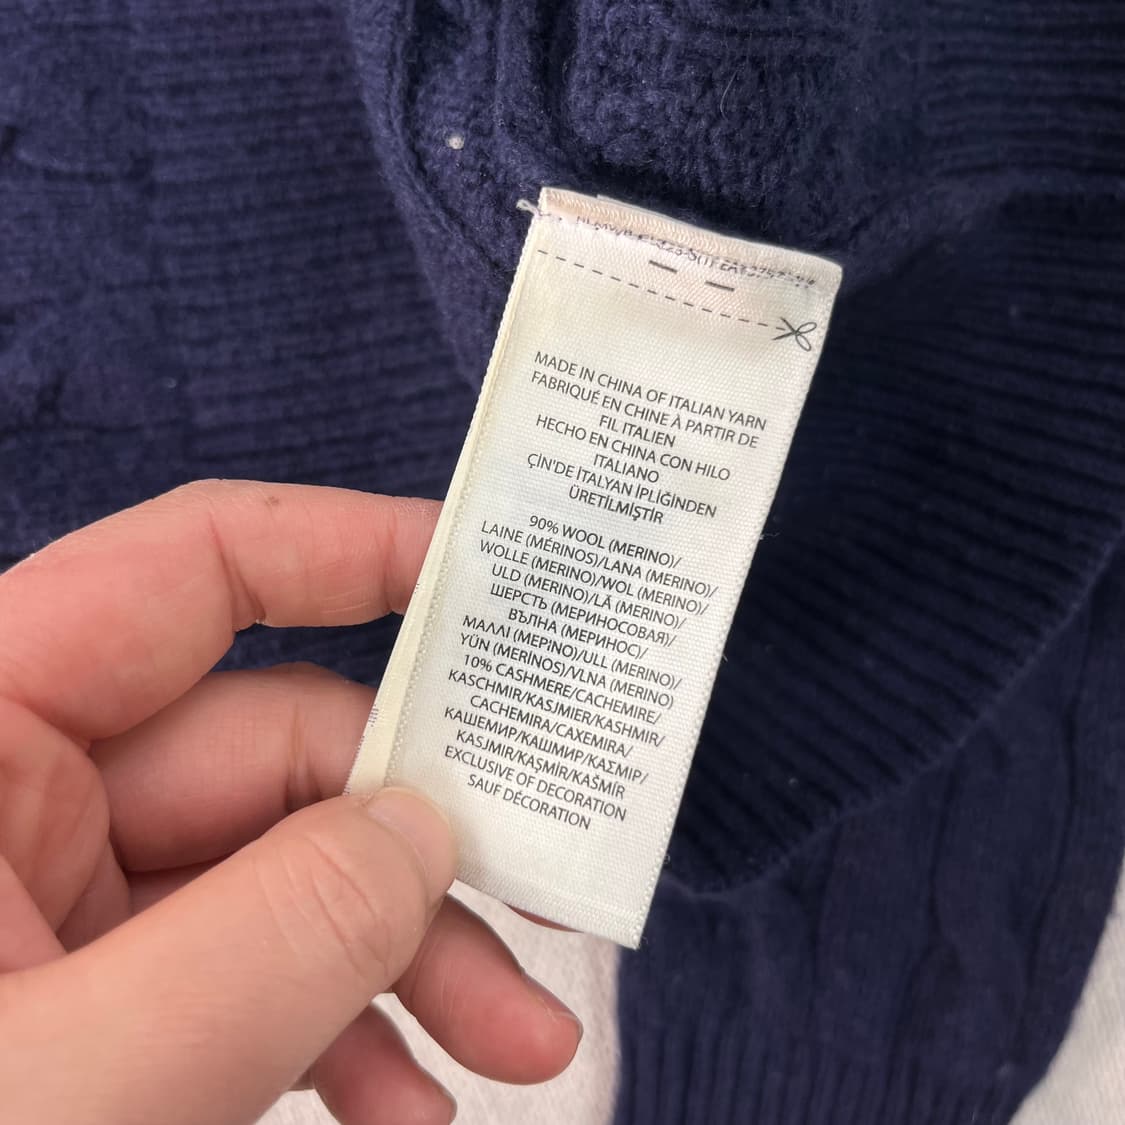 MADE IN CHINA OF ITALIAN YARN
FABRIQUÉ EN CHINE À PARTIR DE
FIL ITALIEN
HECHO EN CHINA CON HILO
ITALIANO
ÇİN'DE İTALYAN İPLİĞİNDEN
ÜRETİLMİŞTİR
90% WOOL (MERINO)/
LAINE (MÉRINOS)/LANA (MERINO)/
WOLLE (MERINO)/WOL (MERINO)/
ULD (MERINO)/LÃ (MERINO)/
ШЕРСТЬ (МЕРИНОСОВАЯ)/
ВЪЛНА (МЕРИНОС)/
ΜΑΛΛΙ (ΜΕΡΙΝΟ)/ULL (MERINO)/
YÜN (MERİNOS)/VLNA (MERINO)
10% CASHMERE/CACHEMIRE/
KASCHMIR/KASJMIER/KASHMIR/
CACHEMIRA/CAXEMIRA/
КАШЕМИР/КАШМИР/ΚΑΣΜΙΡ/
KASJMIR/KAŞMİR/KAŠMÍR
EXCLUSIVE OF DECORATION
SAUF DÉCORATION